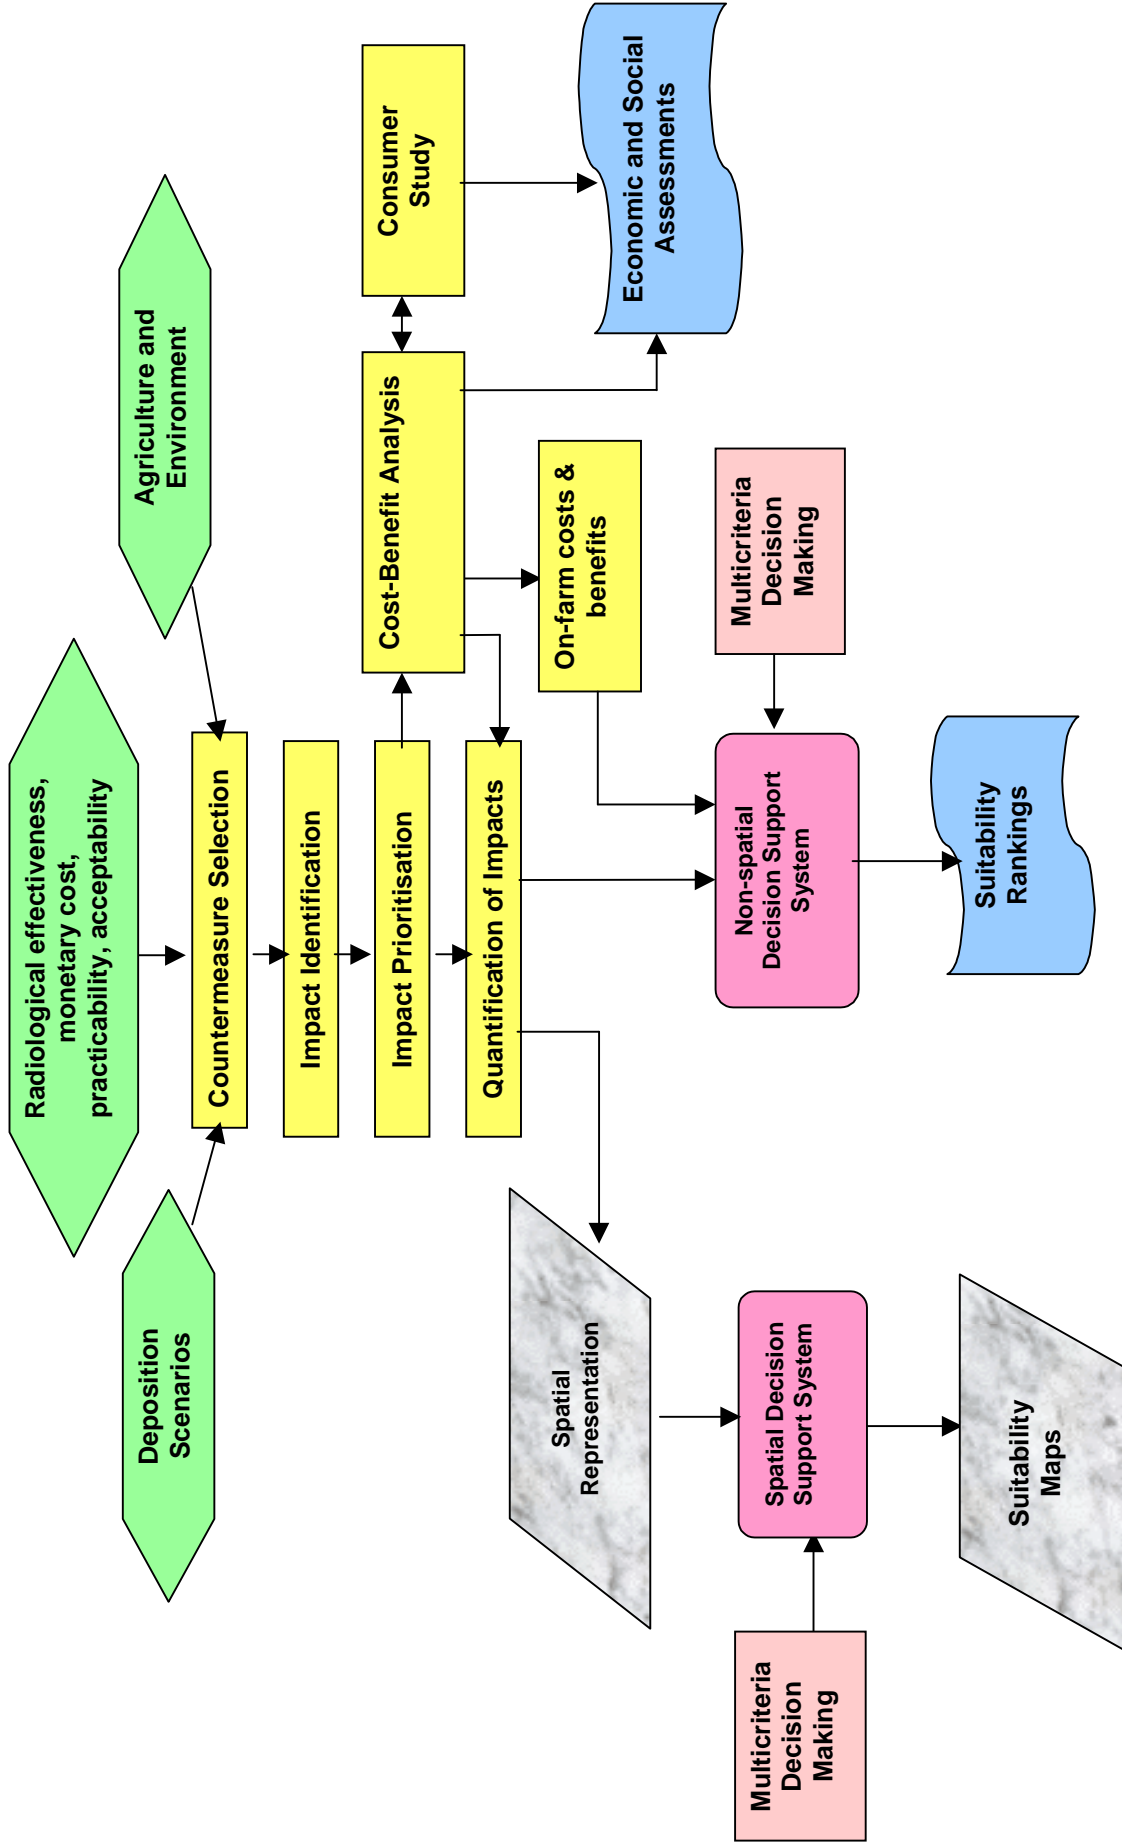 Radiological effectiveness,
monetary cost,
practicability, acceptability
Deposition
Scenarios
Agriculture and
Environment
Countermeasure Selection
Impact Identification
Impact Prioritisation
Quantification of Impacts
Cost-Benefit Analysis
Consumer
Study
On-farm costs &
benefits
Economic and Social
Assessments
Spatial
Representation
Multicriteria
Decision
Making
Spatial Decision
Support System
Non-spatial
Decision Support
System
Multicriteria
Decision
Making
Suitability
Maps
Suitability
Rankings